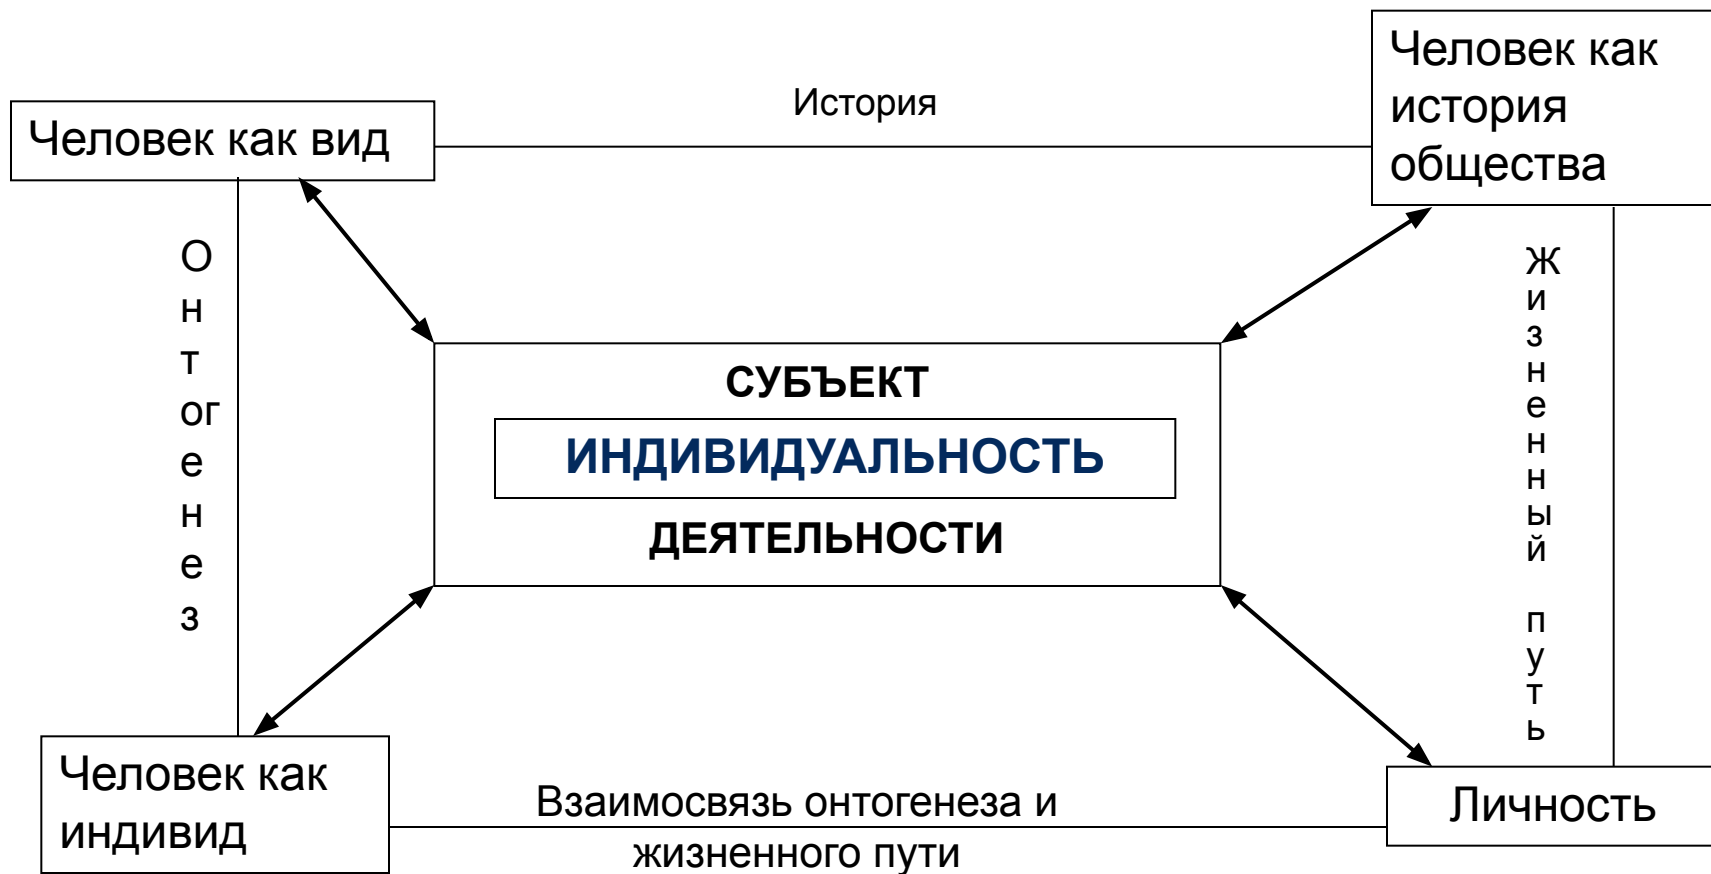 Человек как вид
История
Человек как
история
общества
О
н
т
ог
е
н
е
з
СУБЪЕКТ
ИНДИВИДУАЛЬНОСТЬ
ДЕЯТЕЛЬНОСТИ
Ж
и
з
н
е
н
н
ы
й
п
у
т
ь
Человек как
индивид
Взаимосвязь онтогенеза и
жизненного пути
Личность